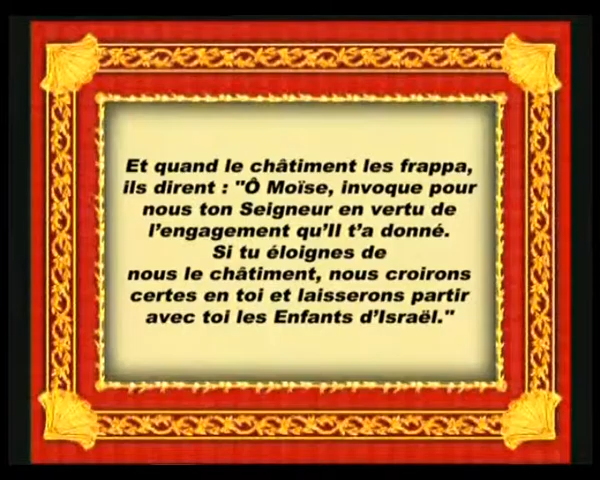 Et quand le châtiment les frappa,
ils dirent : "Ô Moïse, invoque pour
nous ton Seigneur en vertu de
l'engagement qu'Il t'a donné.
Si tu éloignes de
nous le châtiment, nous croirons
certes en toi et laisserons partir
avec toi les Enfants d'Israël."